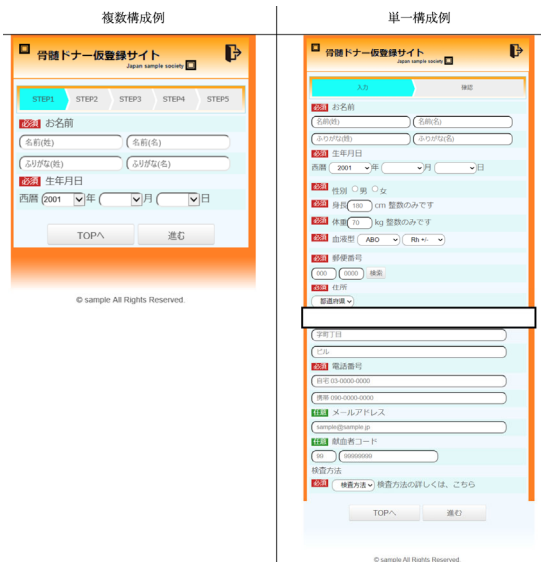 複数構成例
骨髄ドナー仮登録サイト
Japan sample society
STEP1 STEP2 STEP3 STEP4 STEP5
必須 お名前
名前(姓) 名前(名)
ふりがな(姓) ふりがな(名)
必須 生年月日
西暦 2001 年 月 日
TOPへ 進む
© sample All Rights Reserved.
単一構成例
骨髄ドナー仮登録サイト
Japan sample society
入力 確認
必須 お名前
名前(姓) 名前(名)
ふりがな(姓) ふりがな(名)
必須 生年月日
西暦 2001 年 月 日
必須 性別 男 女
必須 身長 180 cm 整数のみです
必須 体重 70 kg 整数のみです
必須 血液型 ABO Rh +/-
必須 郵便番号
000 0000 検索
必須 住所
都道府県
字町丁目
ビル
必須 電話番号
自宅 03-0000-0000
携帯 090-0000-0000
任意 メールアドレス
sample@sample.jp
任意 献血者コード
99 99999999
検査方法
必須 検査方法 検査方法の詳しくは、こちら
TOPへ 進む
© sample All Rights Reserved.